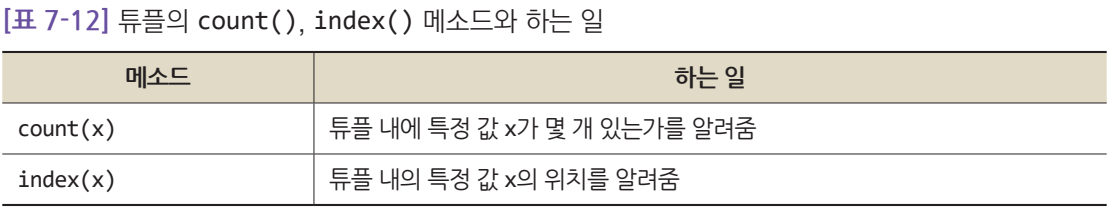 [표 7-12] 튜플의 count(), index() 메소드와 하는 일
메소드 하는 일
count(x) 튜플 내에 특정 값 x가 몇 개 있는가를 알려줌
index(x) 튜플 내의 특정 값 x의 위치를 알려줌